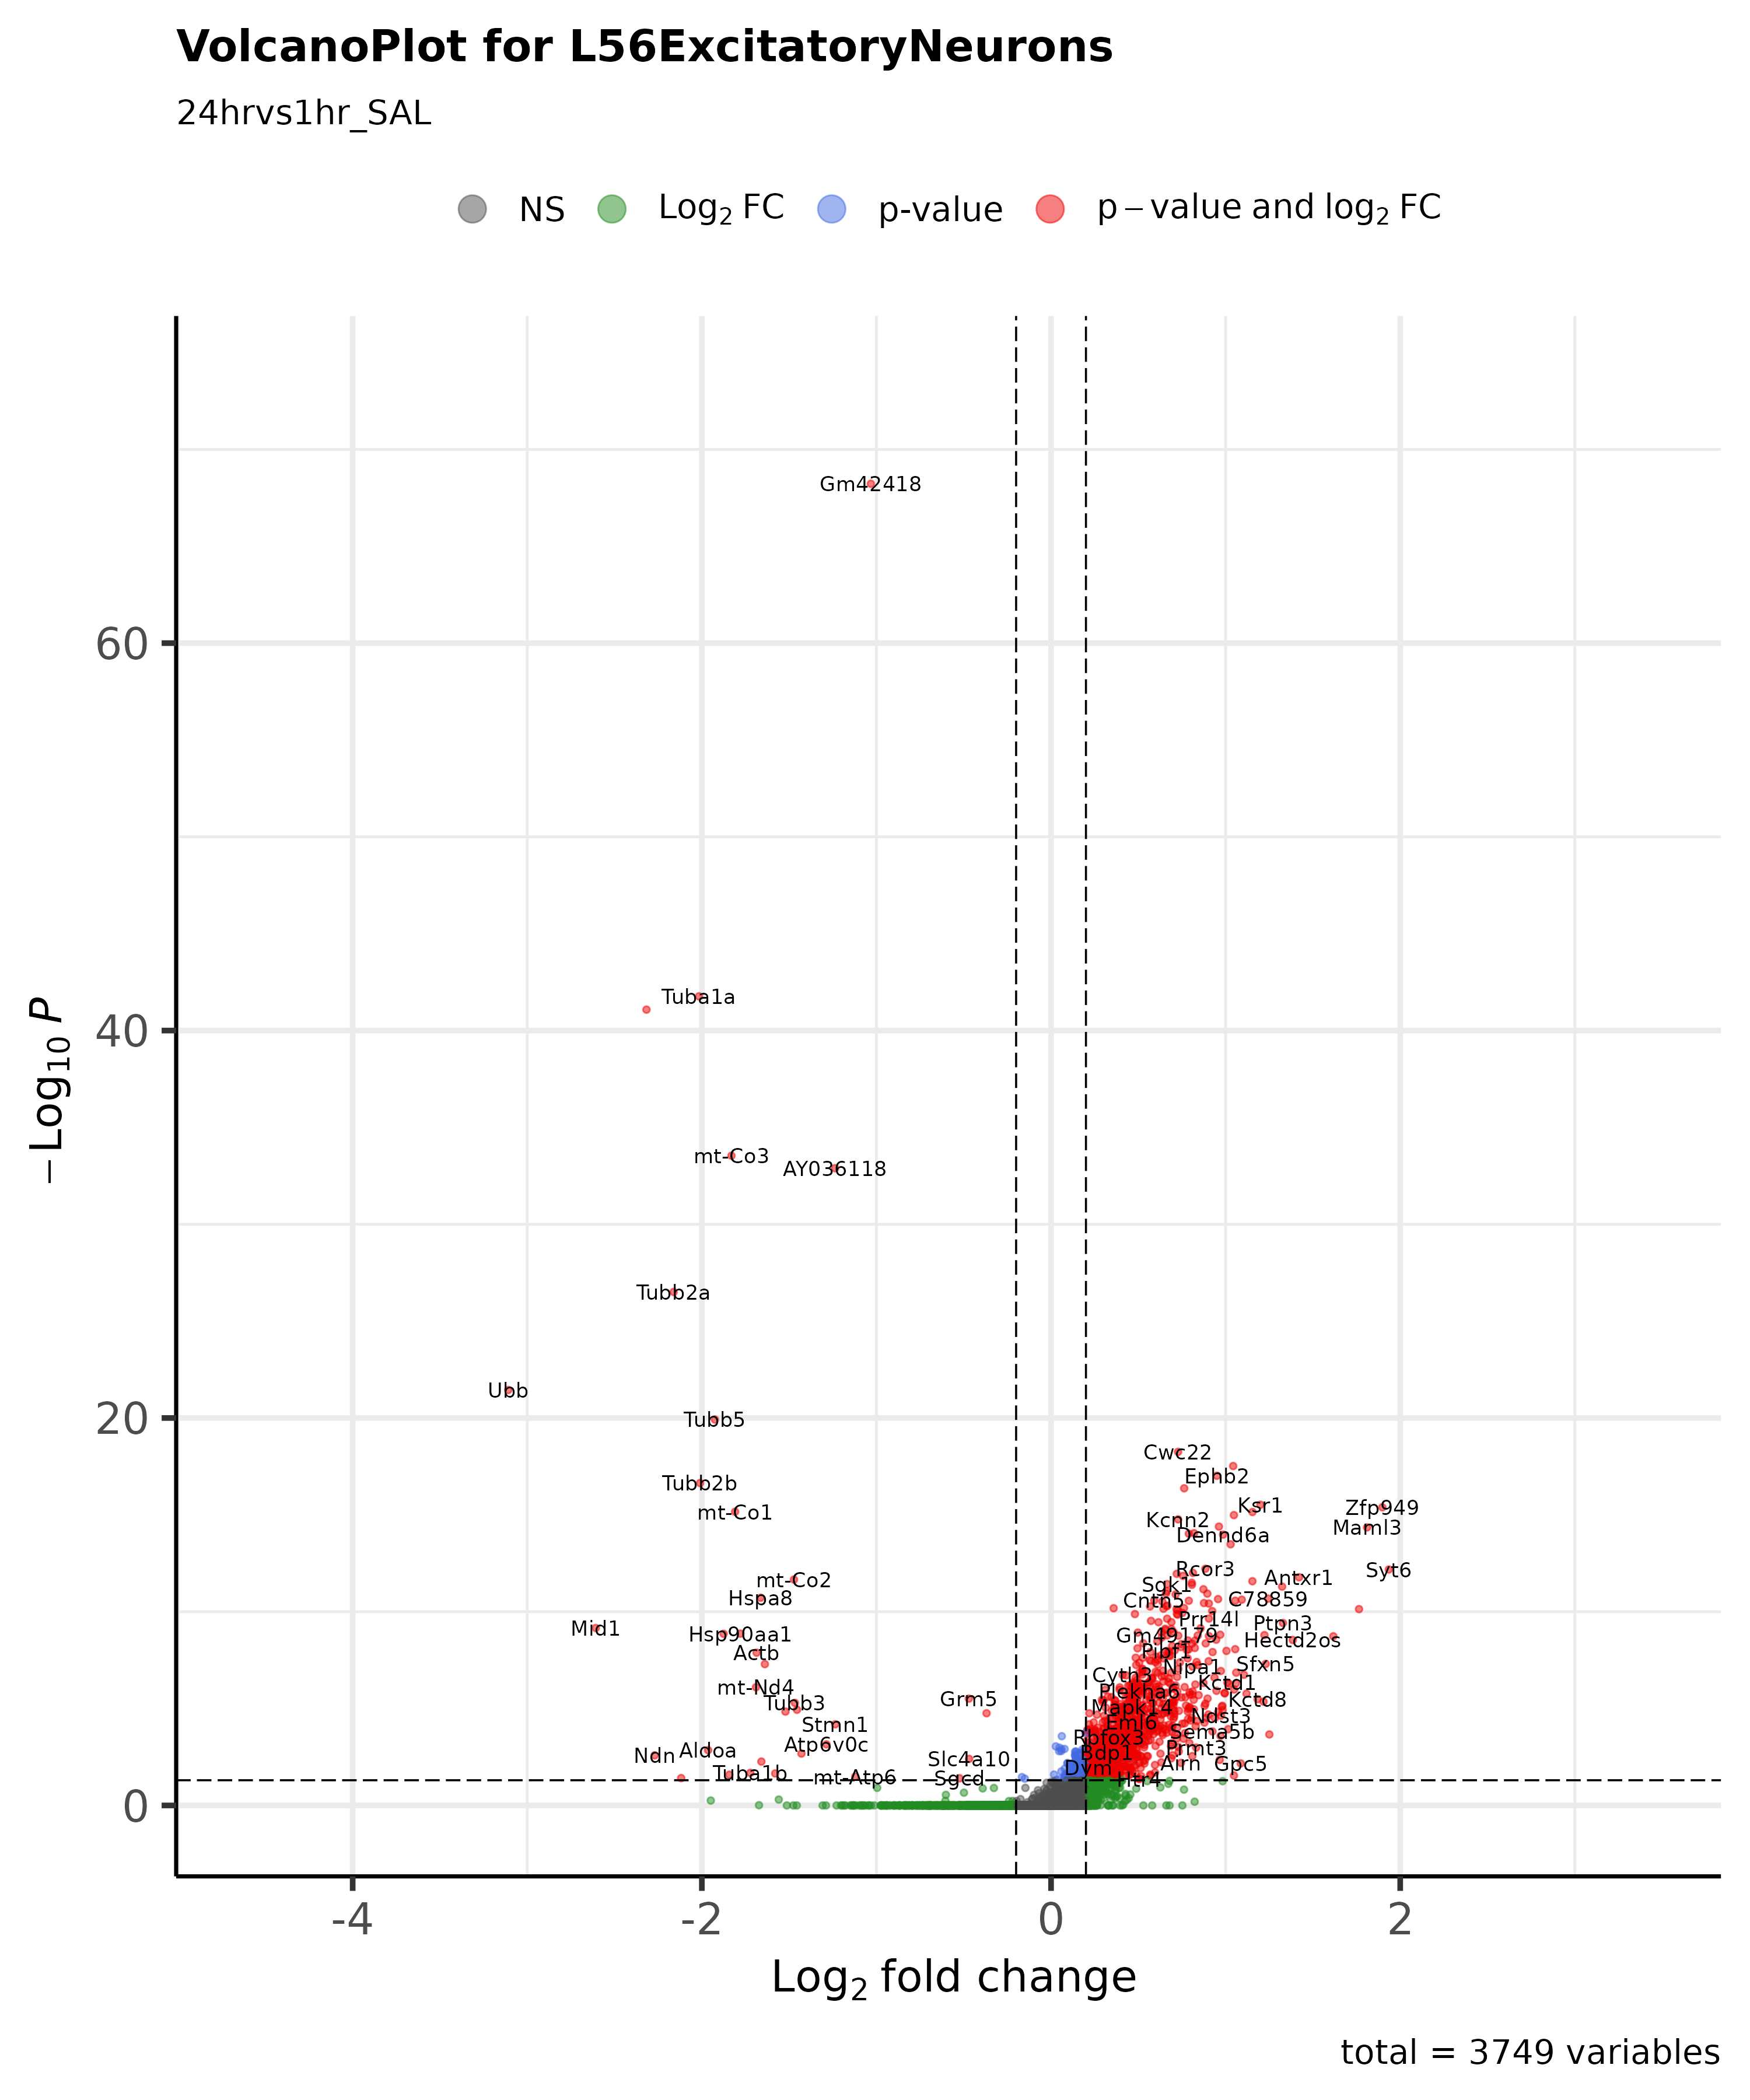 VolcanoPlot for L56ExcitatoryNeurons
24hrvs1hr_SAL
NS Log₂ FC p-value p − value and log₂ FC
Gm42418
60
Tuba1a
40
−Log₁₀ P
mt-Co3
AY036118
Tubb2a
Ubb
20
Tubb5
Cwc22
Ephb2
Tubb2b
Ksr1
Zfp949
mt-Co1
Kcnn2
Maml3
Dennd6a
Rcor3
Syt6
Antxr1
mt-Co2
Sgk1
Hspa8
Cntn5
C78859
Prr14l
Ptpn3
Mid1
Hsp90aa1
Gm49179
Hectd2os
Actb
Nipa1
Sfxn5
Cyth3
Kctd1
mt-Nd4
Plekha6
Grm5
Kctd8
Tubb3
Mapk14
Ndst3
Stmn1
Eml6
Sema5b
Rbfox3
Atp6v0c
Prmt3
Aldoa
Bdp1
Ndn
Slc4a10
Airn
Gpc5
Dym
Tuba1b
mt-Atp6
Sgcd
Htr4
0
-4 -2 0 2
Log₂ fold change
total = 3749 variables